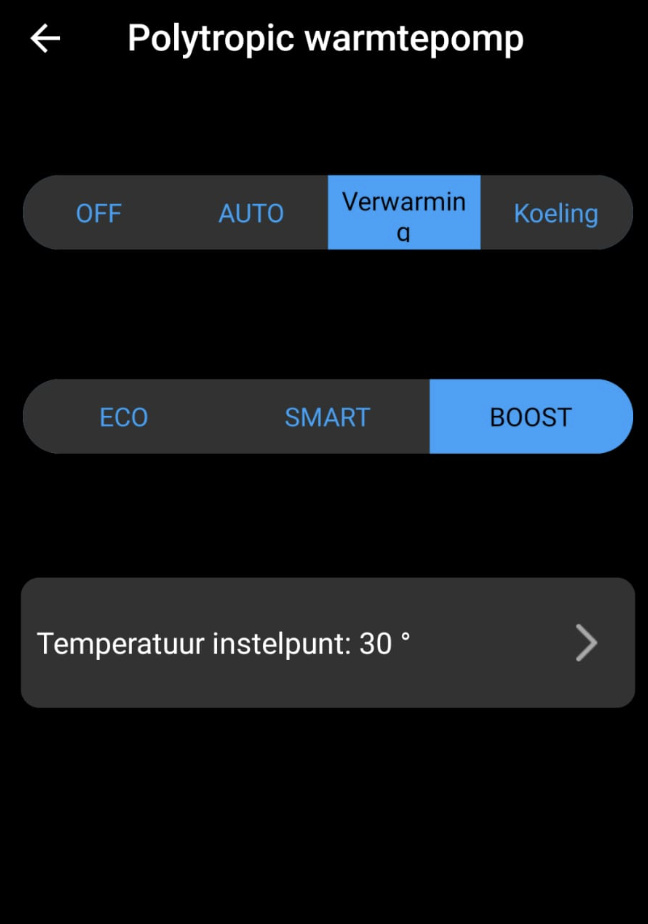 Polytropic warmtepomp
OFF
AUTO
Verwarmin
g
Koeling
ECO
SMART
BOOST
Temperatuur instelpunt: 30 °